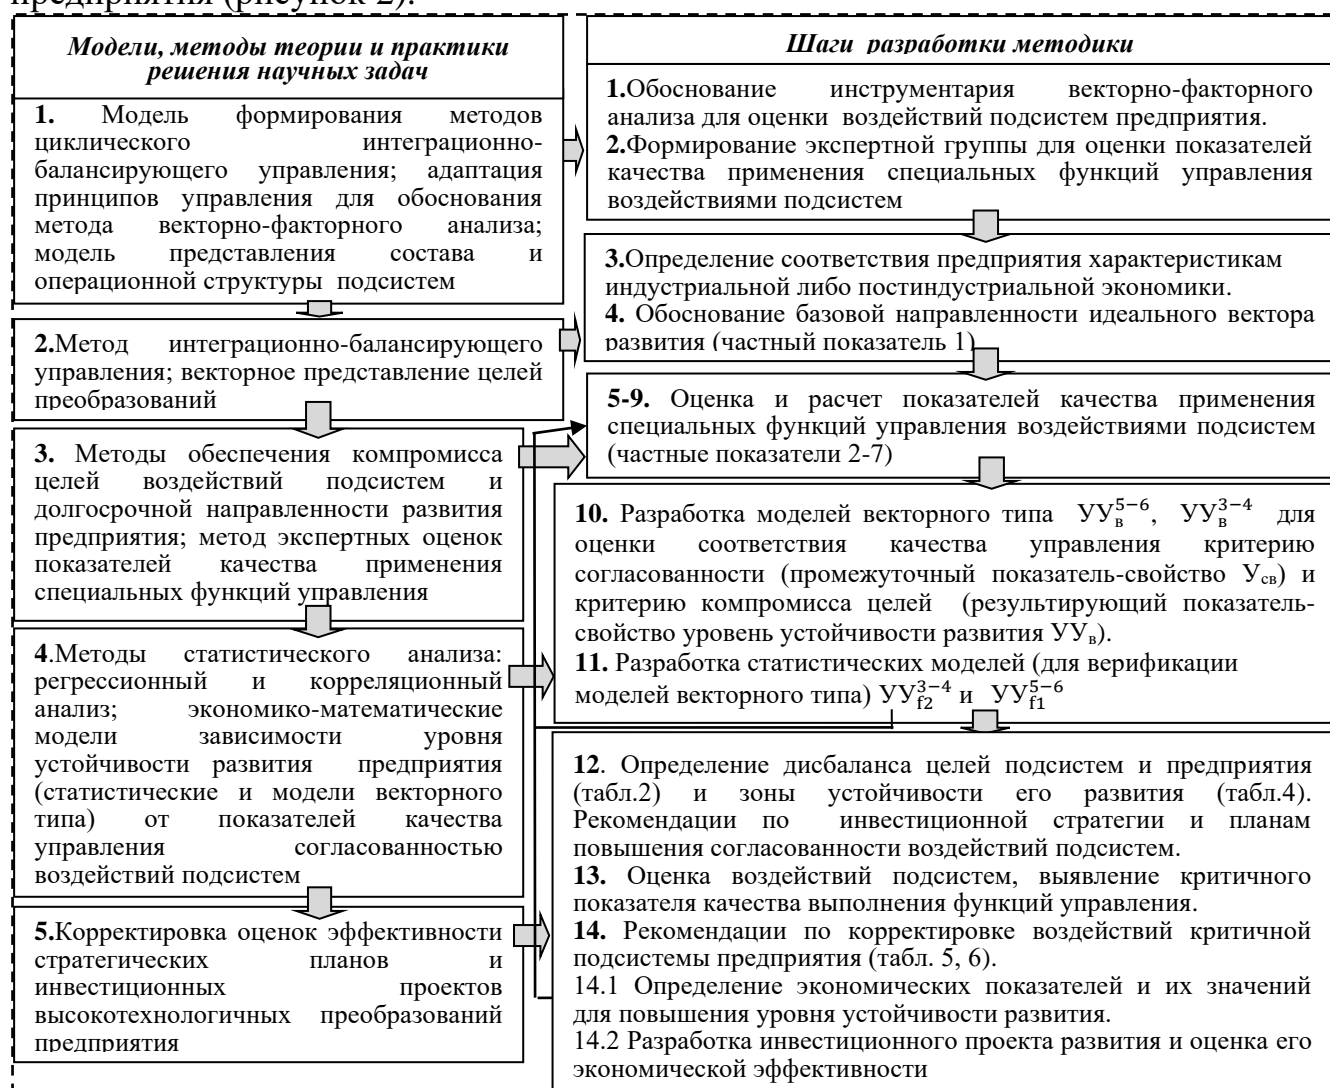 предприятия (рисунок 2).
Модели, методы теории и практики
решения научных задач
1. Модель формирования методов
циклического интеграционно-
балансирующего управления; адаптация
принципов управления для обоснования
метода векторно-факторного анализа;
модель представления состава и
операционной структуры подсистем
2.Метод интеграционно-балансирующего
управления; векторное представление целей
преобразований
3. Методы обеспечения компромисса
целей воздействий подсистем и
долгосрочной направленности развития
предприятия; метод экспертных оценок
показателей качества применения
специальных функций управления
4.Методы статистического анализа:
регрессионный и корреляционный
анализ; экономико-математические
модели зависимости уровня
устойчивости развития предприятия
(статистические и модели векторного
типа) от показателей качества
управления согласованностью
воздействий подсистем
5.Корректировка оценок эффективности
стратегических планов и
инвестиционных проектов
высокотехнологичных преобразований
предприятия
Шаги разработки методики
1.Обоснование инструментария векторно-факторного
анализа для оценки воздействий подсистем предприятия.
2.Формирование экспертной группы для оценки показателей
качества применения специальных функций управления
воздействиями подсистем
3.Определение соответствия предприятия характеристикам
индустриальной либо постиндустриальной экономики.
4. Обоснование базовой направленности идеального вектора
развития (частный показатель 1)
5-9. Оценка и расчет показателей качества применения
специальных функций управления воздействиями подсистем
(частные показатели 2-7)
10. Разработка моделей векторного типа УУ_в^{5−6}, УУ_в^{3−4} для
оценки соответствия качества управления критерию
согласованности (промежуточный показатель-свойство У_св) и
критерию компромисса целей (результирующий показатель-
свойство уровень устойчивости развития УУ_в).
11. Разработка статистических моделей (для верификации
моделей векторного типа) УУ_{f2}^{3−4} и УУ_{f1}^{5−6}
12. Определение дисбаланса целей подсистем и предприятия
(табл.2) и зоны устойчивости его развития (табл.4).
Рекомендации по инвестиционной стратегии и планам
повышения согласованности воздействий подсистем.
13. Оценка воздействий подсистем, выявление критичного
показателя качества выполнения функций управления.
14. Рекомендации по корректировке воздействий критичной
подсистемы предприятия (табл. 5, 6).
14.1 Определение экономических показателей и их значений
для повышения уровня устойчивости развития.
14.2 Разработка инвестиционного проекта развития и оценка его
экономической эффективности